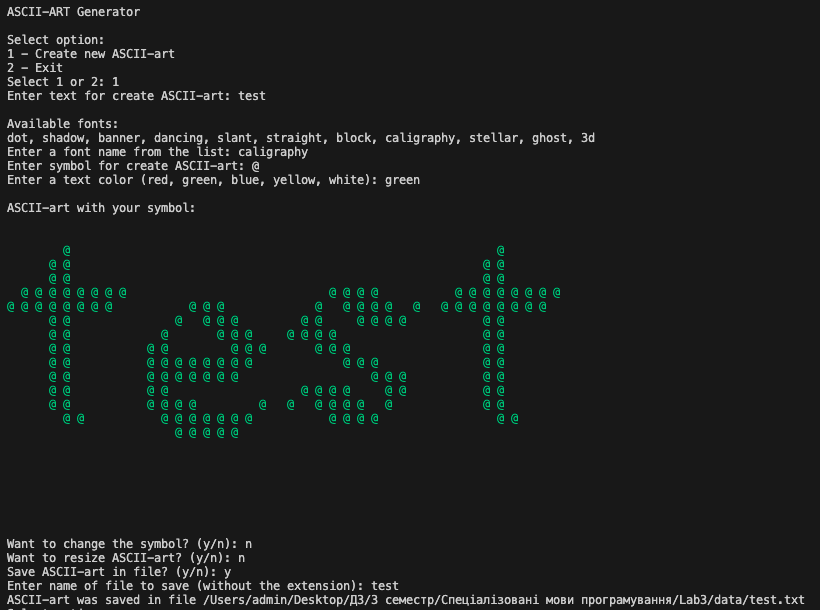 ASCII-ART Generator
Select option:
1 - Create new ASCII-art
2 - Exit
Select 1 or 2: 1
Enter text for create ASCII-art: test
Available fonts:
dot, shadow, banner, dancing, slant, straight, block, caligraphy, stellar, ghost, 3d
Enter a font name from the list: caligraphy
Enter symbol for create ASCII-art: @
Enter a text color (red, green, blue, yellow, white): green
ASCII-art with your symbol:
test
Want to change the symbol? (y/n): n
Want to resize ASCII-art? (y/n): n
Save ASCII-art in file? (y/n): y
Enter name of file to save (without the extension): test
ASCII-art was saved in file /Users/admin/Desktop/ДЗ/3 семестр/Спеціалізовані мови програмування/Lab3/data/test.txt